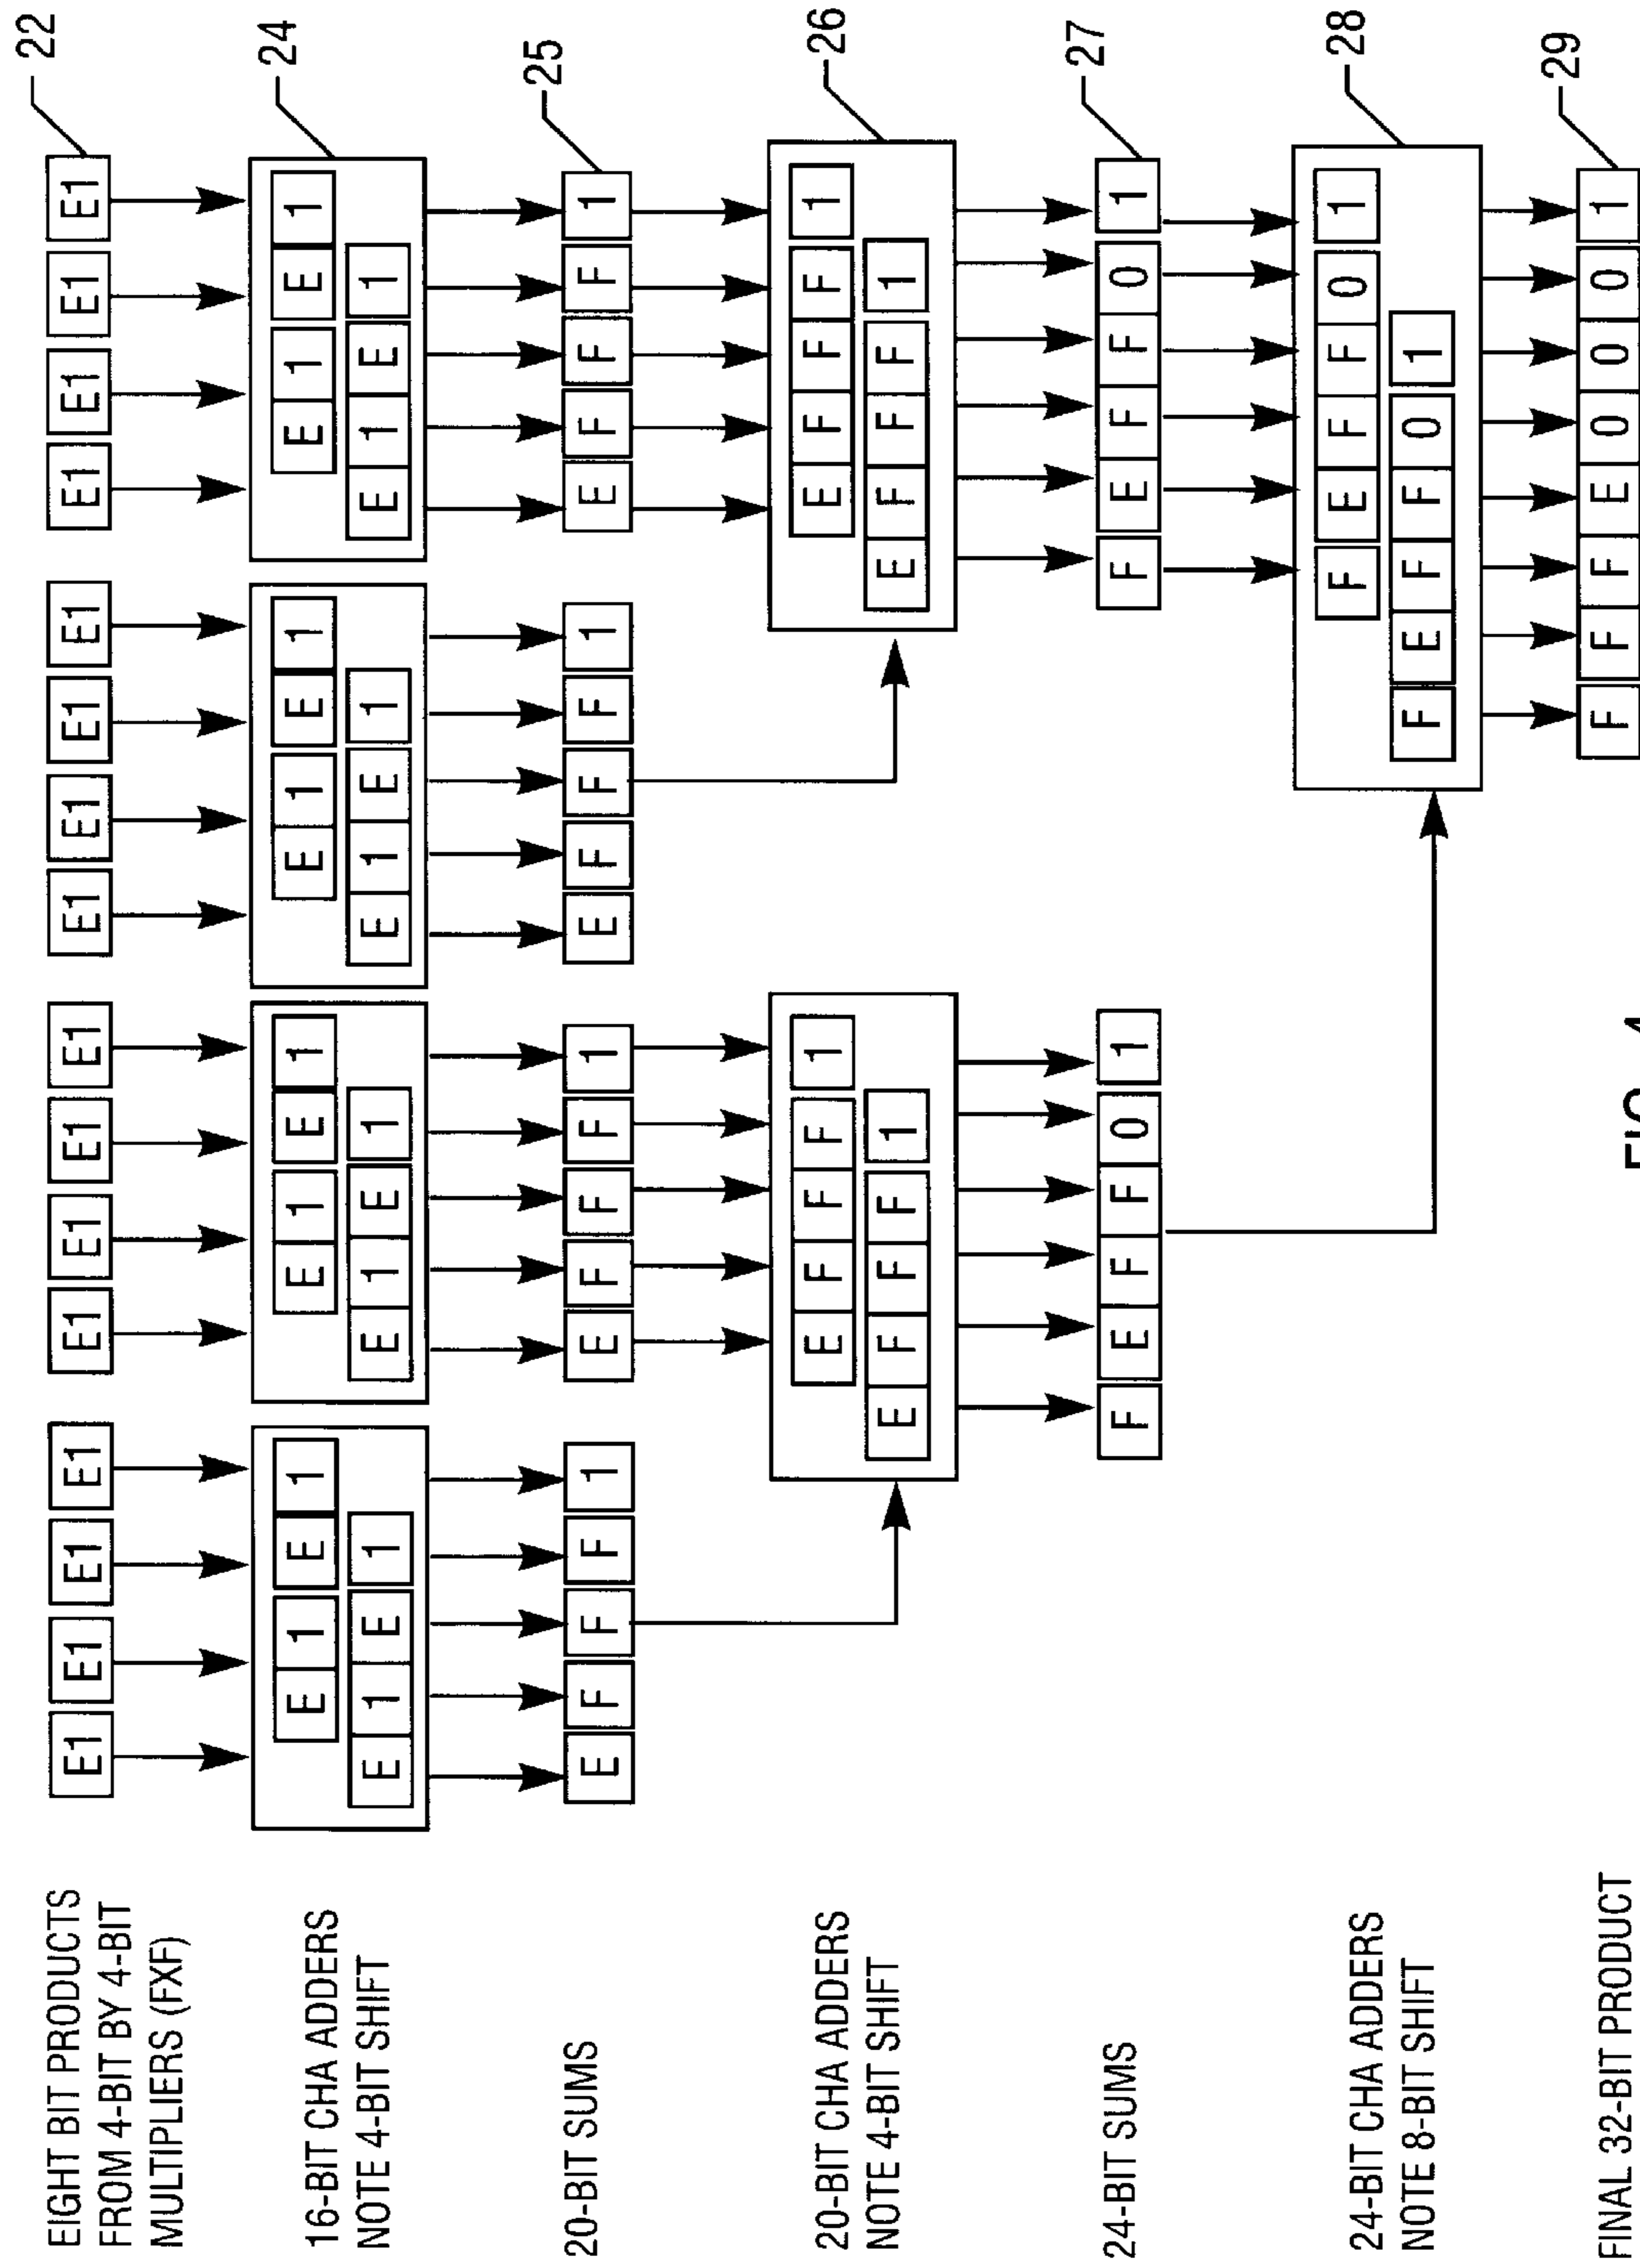 22
EIGHT BIT PRODUCTS
FROM 4-BIT BY 4-BIT
MULTIPLIERS (FXF)
E1 E1 E1 E1 E1 E1 E1 E1 E1 E1 E1 E1 E1 E1 E1 E1
24
16-BIT CHA ADDERS
NOTE 4-BIT SHIFT
E 1 E 1 E 1 E 1 E 1 E 1 E 1 E 1
E 1 E 1 E 1 E 1 E 1 E 1 E 1 E 1
25
20-BIT SUMS
E F F F 1 E F F F 1 E F F F 1 E F F F 1
26
20-BIT CHA ADDERS
NOTE 4-BIT SHIFT
E F F F 1 E F F F 1
E F F F 1 E F F F 1
27
24-BIT SUMS
F E F F 0 1 F E F F 0 1
28
24-BIT CHA ADDERS
NOTE 8-BIT SHIFT
F E F F 0 1
F E F F 0 1
29
FINAL 32-BIT PRODUCT
F F F E 0 0 0 1
FIG. 4